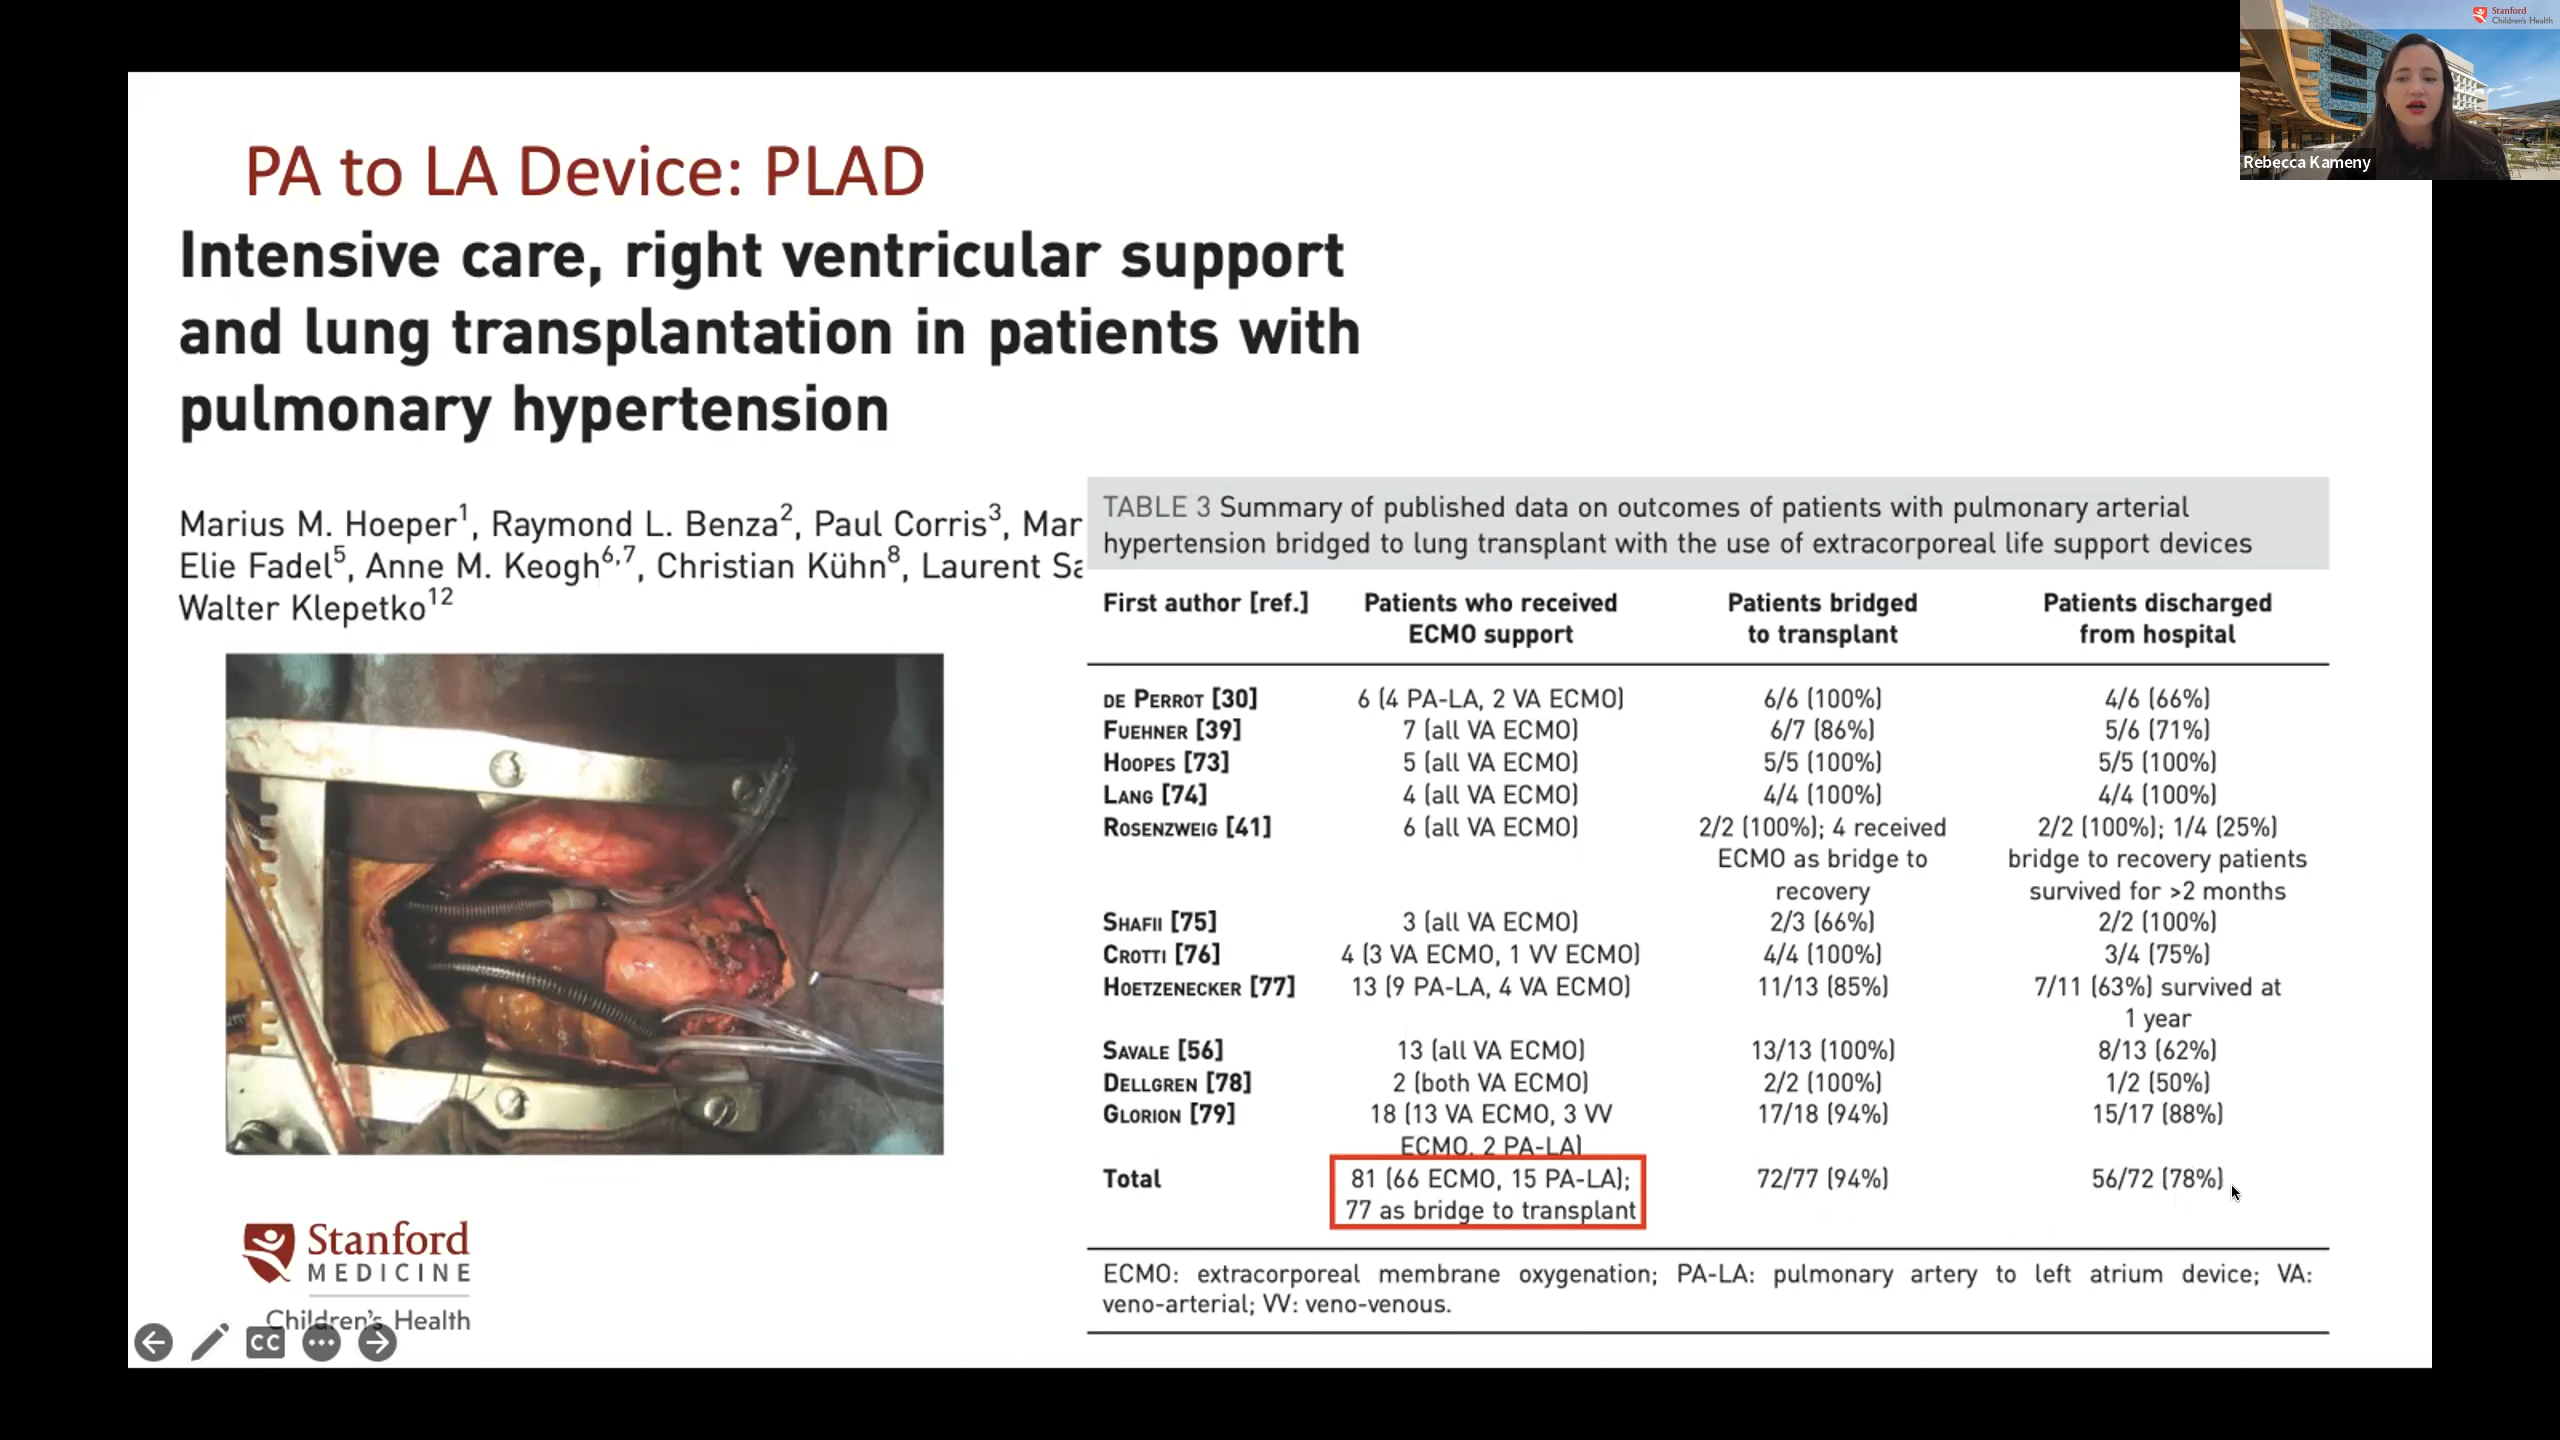 Stanford
Children's Health
Rebecca Kameny
PA to LA Device: PLAD
Intensive care, right ventricular support
and lung transplantation in patients with
pulmonary hypertension
Marius M. Hoeper1, Raymond L. Benza2, Paul Corris3, Mar
Elie Fadel5, Anne M. Keogh6,7, Christian Kühn8, Laurent Sa
Walter Klepetko12
TABLE 3 Summary of published data on outcomes of patients with pulmonary arterial
hypertension bridged to lung transplant with the use of extracorporeal life support devices
First author [ref.] Patients who received Patients bridged Patients discharged
ECMO support to transplant from hospital
DE PERROT [30] 6 (4 PA-LA, 2 VA ECMO) 6/6 (100%) 4/6 (66%)
FUEHNER [39] 7 (all VA ECMO) 6/7 (86%) 5/6 (71%)
HOOPES [73] 5 (all VA ECMO) 5/5 (100%) 5/5 (100%)
LANG [74] 4 (all VA ECMO) 4/4 (100%) 4/4 (100%)
ROSENZWEIG [41] 6 (all VA ECMO) 2/2 (100%); 4 received 2/2 (100%); 1/4 (25%)
ECMO as bridge to bridge to recovery patients
recovery survived for >2 months
SHAFII [75] 3 (all VA ECMO) 2/3 (66%) 2/2 (100%)
CROTTI [76] 4 (3 VA ECMO, 1 VV ECMO) 4/4 (100%) 3/4 (75%)
HOETZENECKER [77] 13 (9 PA-LA, 4 VA ECMO) 11/13 (85%) 7/11 (63%) survived at
1 year
SAVALE [56] 13 (all VA ECMO) 13/13 (100%) 8/13 (62%)
DELLGREN [78] 2 (both VA ECMO) 2/2 (100%) 1/2 (50%)
GLORION [79] 18 (13 VA ECMO, 3 VV 17/18 (94%) 15/17 (88%)
ECMO, 2 PA-LA)
Total 81 (66 ECMO, 15 PA-LA); 72/77 (94%) 56/72 (78%)
77 as bridge to transplant
ECMO: extracorporeal membrane oxygenation; PA-LA: pulmonary artery to left atrium device; VA:
veno-arterial; VV: veno-venous.
Stanford
MEDICINE
Children's Health
CC